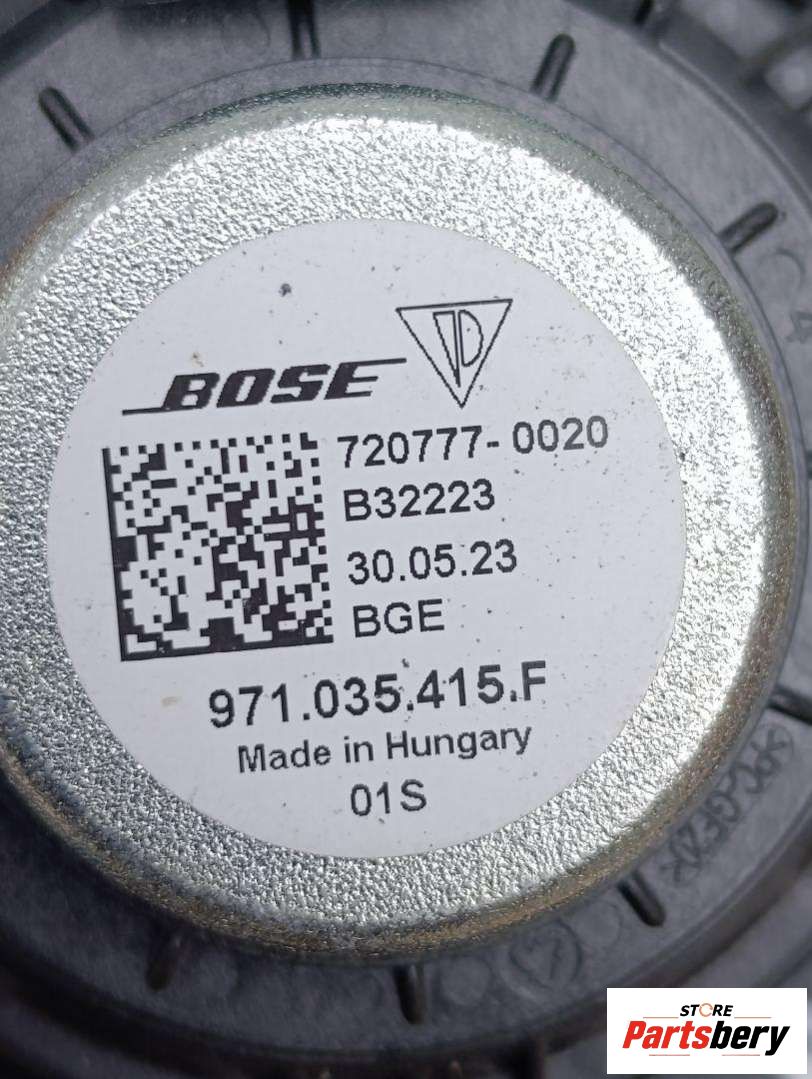 BOSE
720777-0020
B32223
30.05.23
BGE
971.035.415.F
Made in Hungary
01S
STORE
Partsbery